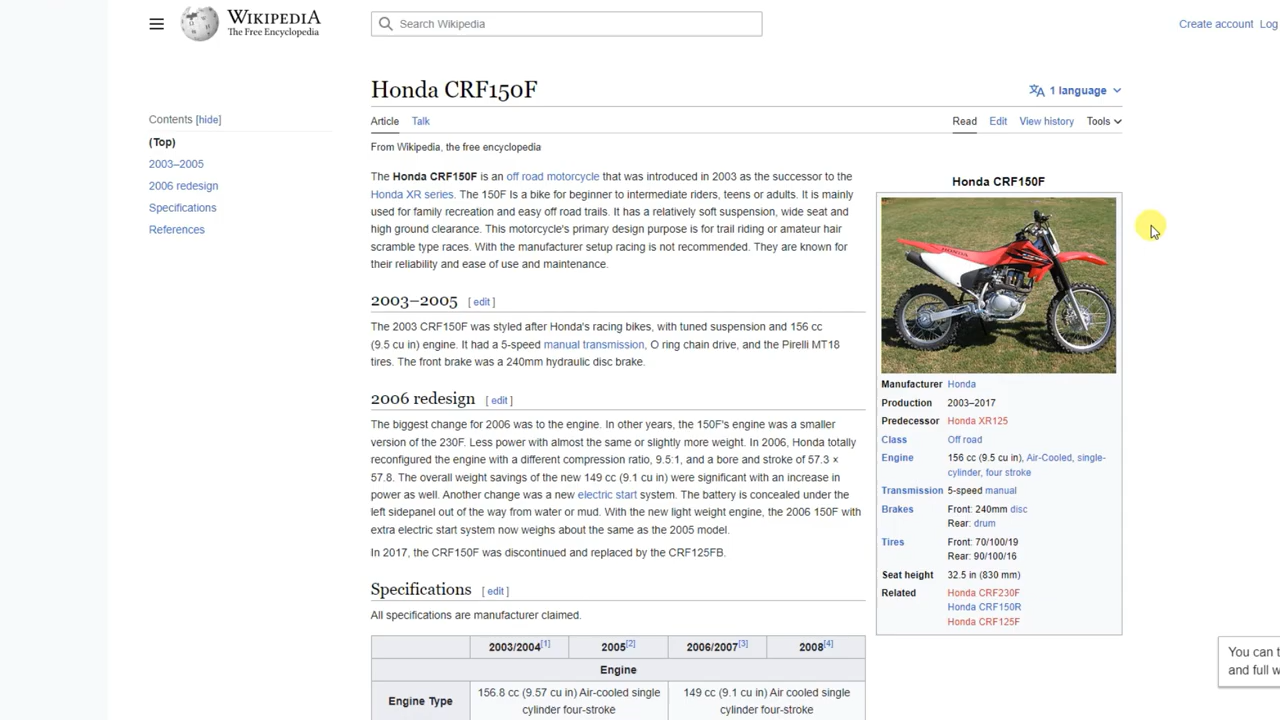 WIKIPEDIA
The Free Encyclopedia
Search Wikipedia
Create account Log
Honda CRF150F
1 language
Contents [hide]
(Top)
2003–2005
2006 redesign
Specifications
References
Article Talk
Read Edit View history Tools
From Wikipedia, the free encyclopedia
The Honda CRF150F is an off road motorcycle that was introduced in 2003 as the successor to the
Honda XR series. The 150F Is a bike for beginner to intermediate riders, teens or adults. It is mainly
used for family recreation and easy off road trails. It has a relatively soft suspension, wide seat and
high ground clearance. This motorcycle's primary design purpose is for trail riding or amateur hair
scramble type races. With the manufacturer setup racing is not recommended. They are known for
their reliability and ease of use and maintenance.
2003–2005 [ edit ]
The 2003 CRF150F was styled after Honda's racing bikes, with tuned suspension and 156 cc
(9.5 cu in) engine. It had a 5-speed manual transmission, O ring chain drive, and the Pirelli MT18
tires. The front brake was a 240mm hydraulic disc brake.
2006 redesign [ edit ]
The biggest change for 2006 was to the engine. In other years, the 150F's engine was a smaller
version of the 230F. Less power with almost the same or slightly more weight. In 2006, Honda totally
reconfigured the engine with a different compression ratio, 9.5:1, and a bore and stroke of 57.3 ×
57.8. The overall weight savings of the new 149 cc (9.1 cu in) were significant with an increase in
power as well. Another change was a new electric start system. The battery is concealed under the
left sidepanel out of the way from water or mud. With the new light weight engine, the 2006 150F with
extra electric start system now weighs about the same as the 2005 model.
In 2017, the CRF150F was discontinued and replaced by the CRF125FB.
Specifications [ edit ]
All specifications are manufacturer claimed.
2003/2004[1] 2005[2] 2006/2007[3] 2008[4]
Engine
Engine Type
156.8 cc (9.57 cu in) Air-cooled single
cylinder four-stroke
149 cc (9.1 cu in) Air cooled single
cylinder four-stroke
Honda CRF150F
HONDA
Manufacturer Honda
Production 2003–2017
Predecessor Honda XR125
Class Off road
Engine 156 cc (9.5 cu in), Air-Cooled, single-
cylinder, four stroke
Transmission 5-speed manual
Brakes Front: 240mm disc
Rear: drum
Tires Front: 70/100/19
Rear: 90/100/16
Seat height 32.5 in (830 mm)
Related Honda CRF230F
Honda CRF150R
Honda CRF125F
You can t
and full w